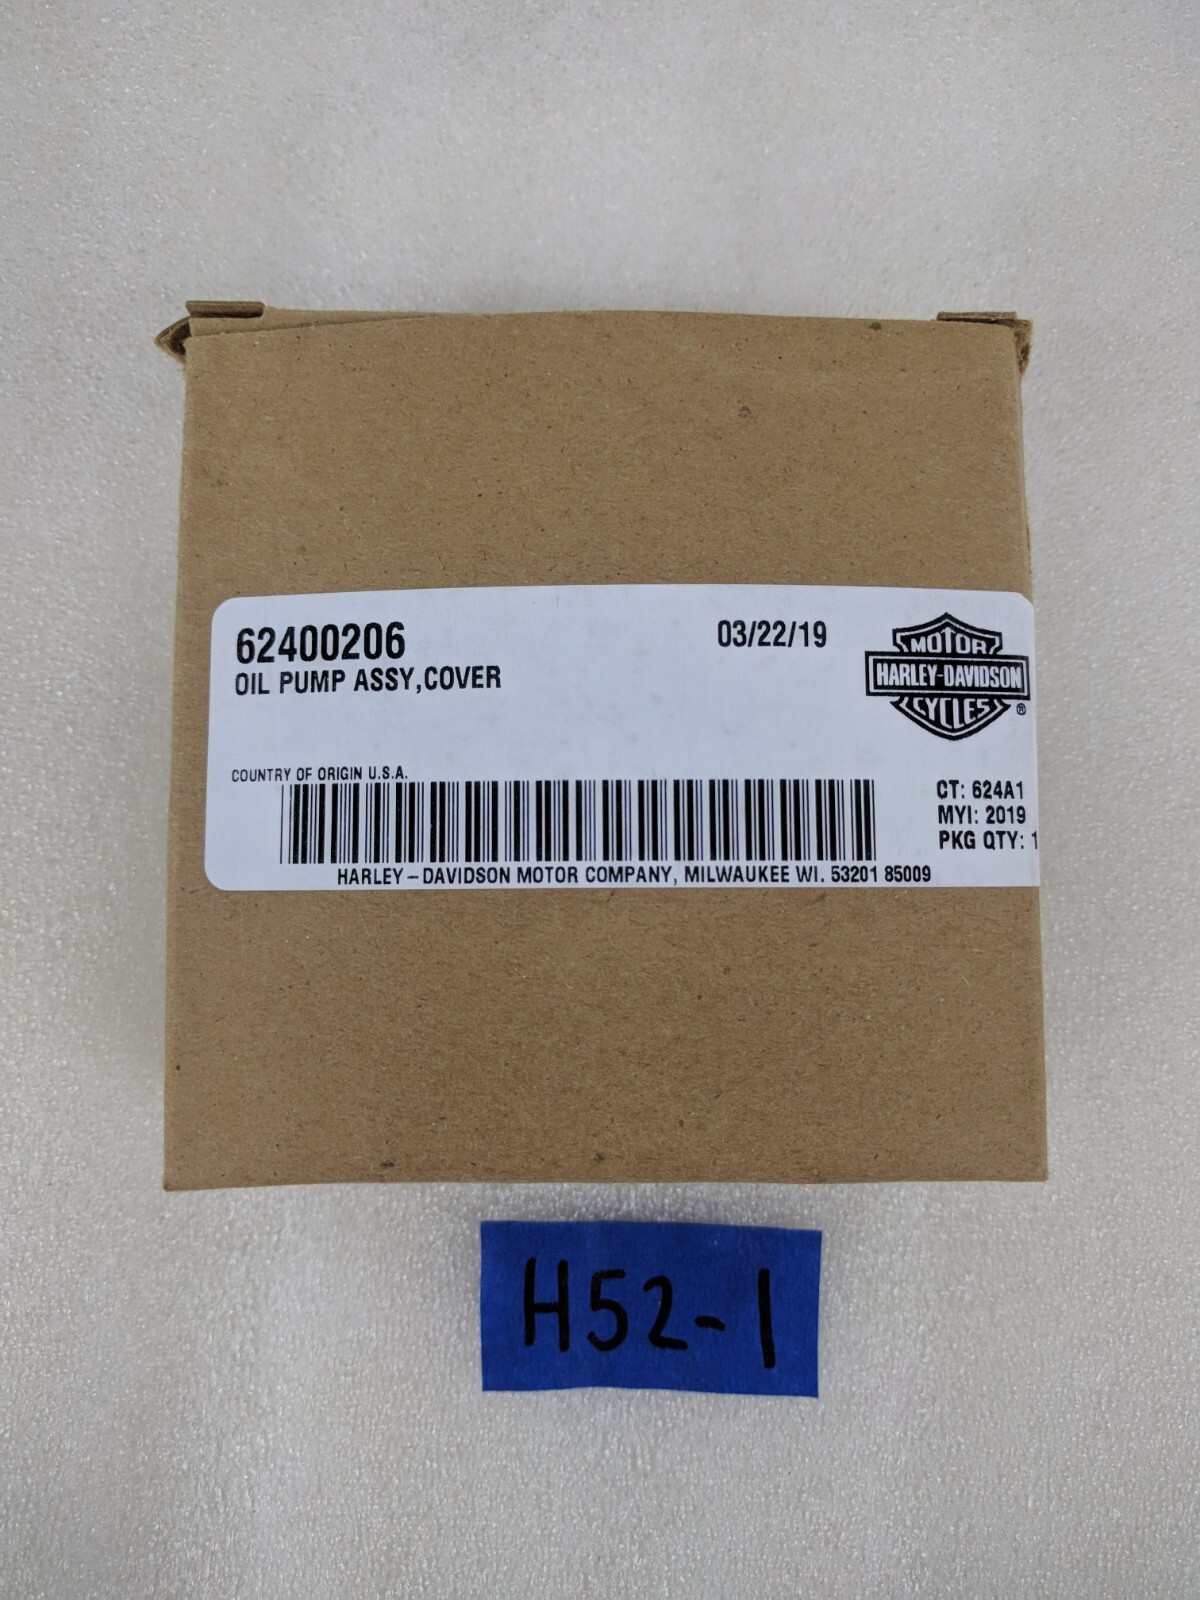 62400206
OIL PUMP ASSY,COVER
03/22/19
MOTOR
HARLEY-DAVIDSON
CYCLES
®
COUNTRY OF ORIGIN U.S.A.
CT: 624A1
MYI: 2019
PKG QTY: 1
HARLEY-DAVIDSON MOTOR COMPANY, MILWAUKEE WI. 53201 85009
H52-1